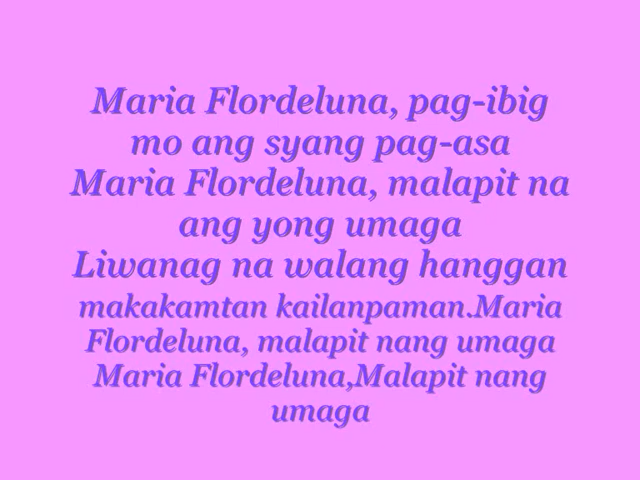 Maria Flordeluna, pag-ibig
mo ang syang pag-asa
Maria Flordeluna, malapit na
ang yong umaga
Liwanag na walang hanggan
makakamtan kailanpaman.Maria
Flordeluna, malapit nang umaga
Maria Flordeluna,Malapit nang
umaga